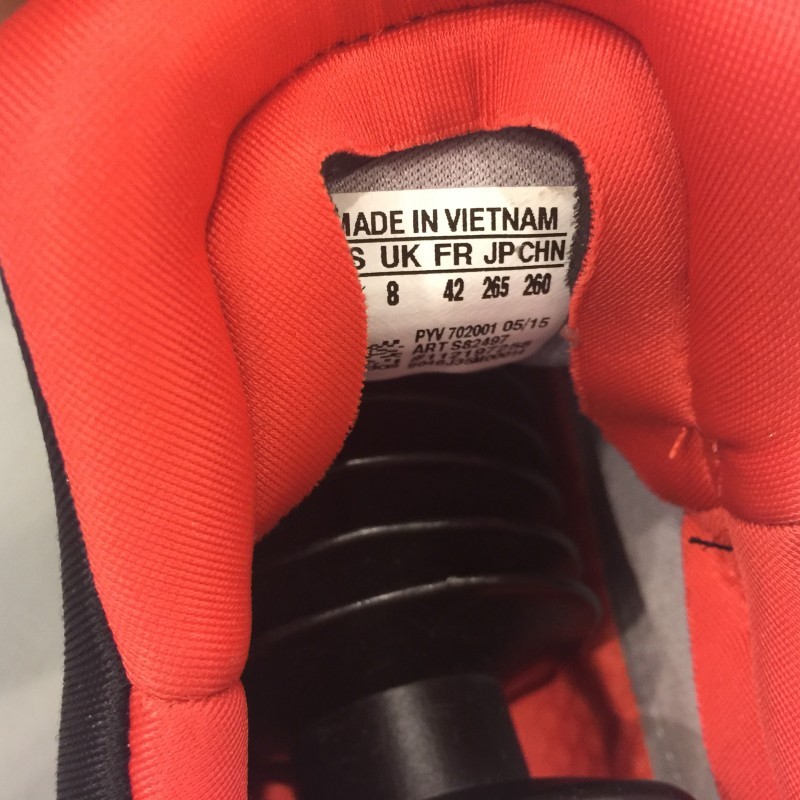 MADE IN VIETNAM
S UK FR JP CHN
8 42 265 260
PYV 702001 05/15
ART S82497